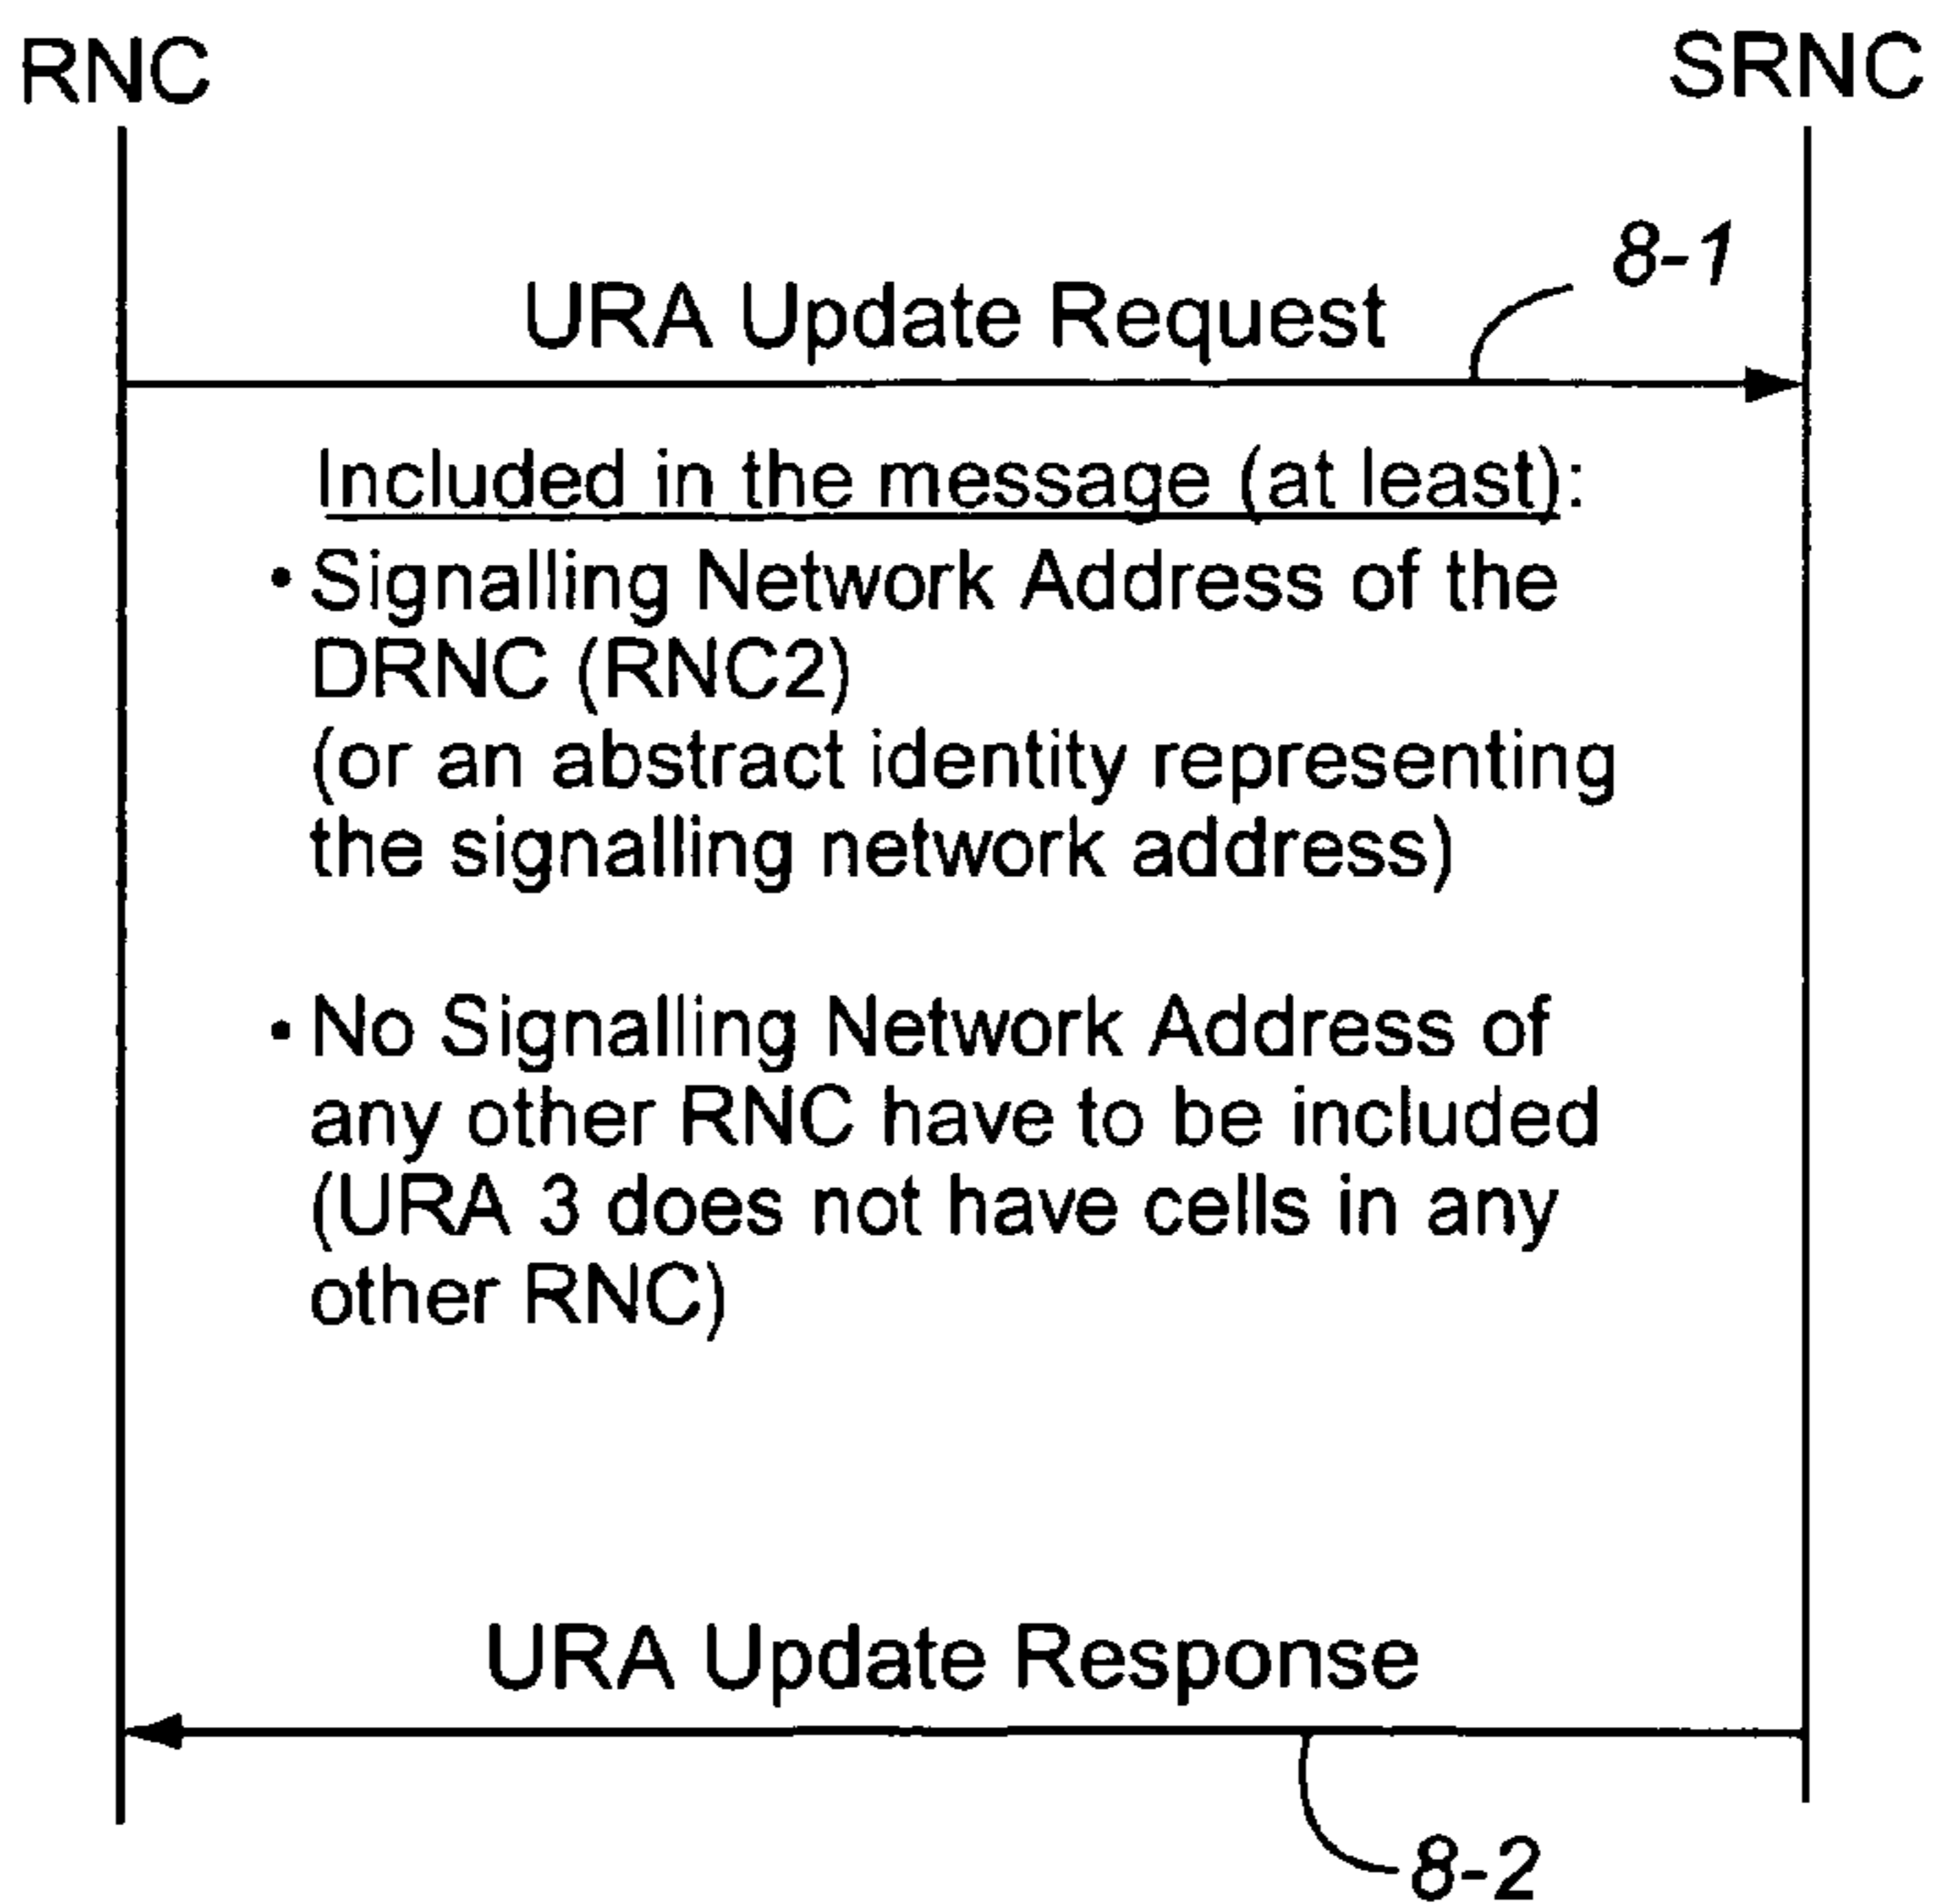 RNC
SRNC
8-1
URA Update Request
Included in the message (at least):
• Signalling Network Address of the
DRNC (RNC2)
(or an abstract identity representing
the signalling network address)
• No Signalling Network Address of
any other RNC have to be included
(URA 3 does not have cells in any
other RNC)
URA Update Response
8-2